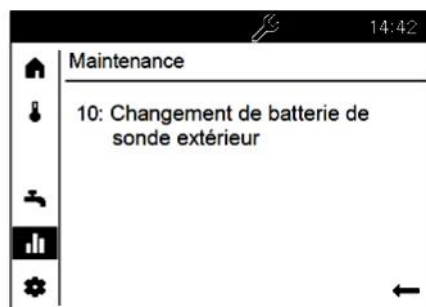 14:42
Maintenance
10: Changement de batterie de
sonde extérieur